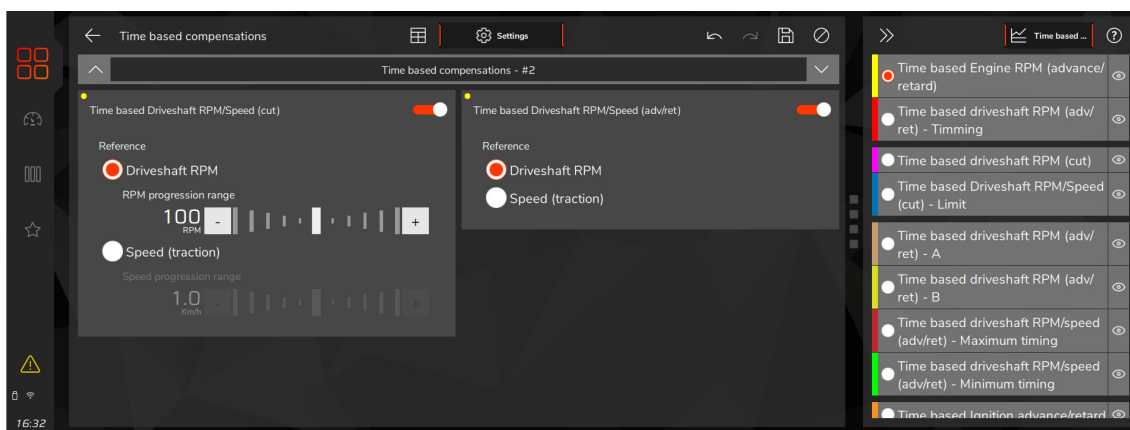 Time based compensations
Settings
Time based ...
?
Time based compensations - #2
Time based Driveshaft RPM/Speed (cut)
Reference
Driveshaft RPM
RPM progression range
100
RPM
-
+
Speed (traction)
Speed progression range
1.0
Km/h
-
+
Time based Driveshaft RPM/Speed (adv/ret)
Reference
Driveshaft RPM
Speed (traction)
Time based Engine RPM (advance/
retard)
Time based driveshaft RPM (adv/
ret) - Timming
Time based driveshaft RPM (cut)
Time based Driveshaft RPM/Speed
(cut) - Limit
Time based driveshaft RPM (adv/
ret) - A
Time based driveshaft RPM (adv/
ret) - B
Time based driveshaft RPM/speed
(adv/ret) - Maximum timing
Time based driveshaft RPM/speed
(adv/ret) - Minimum timing
Time based Ignition advance/retard
16:32